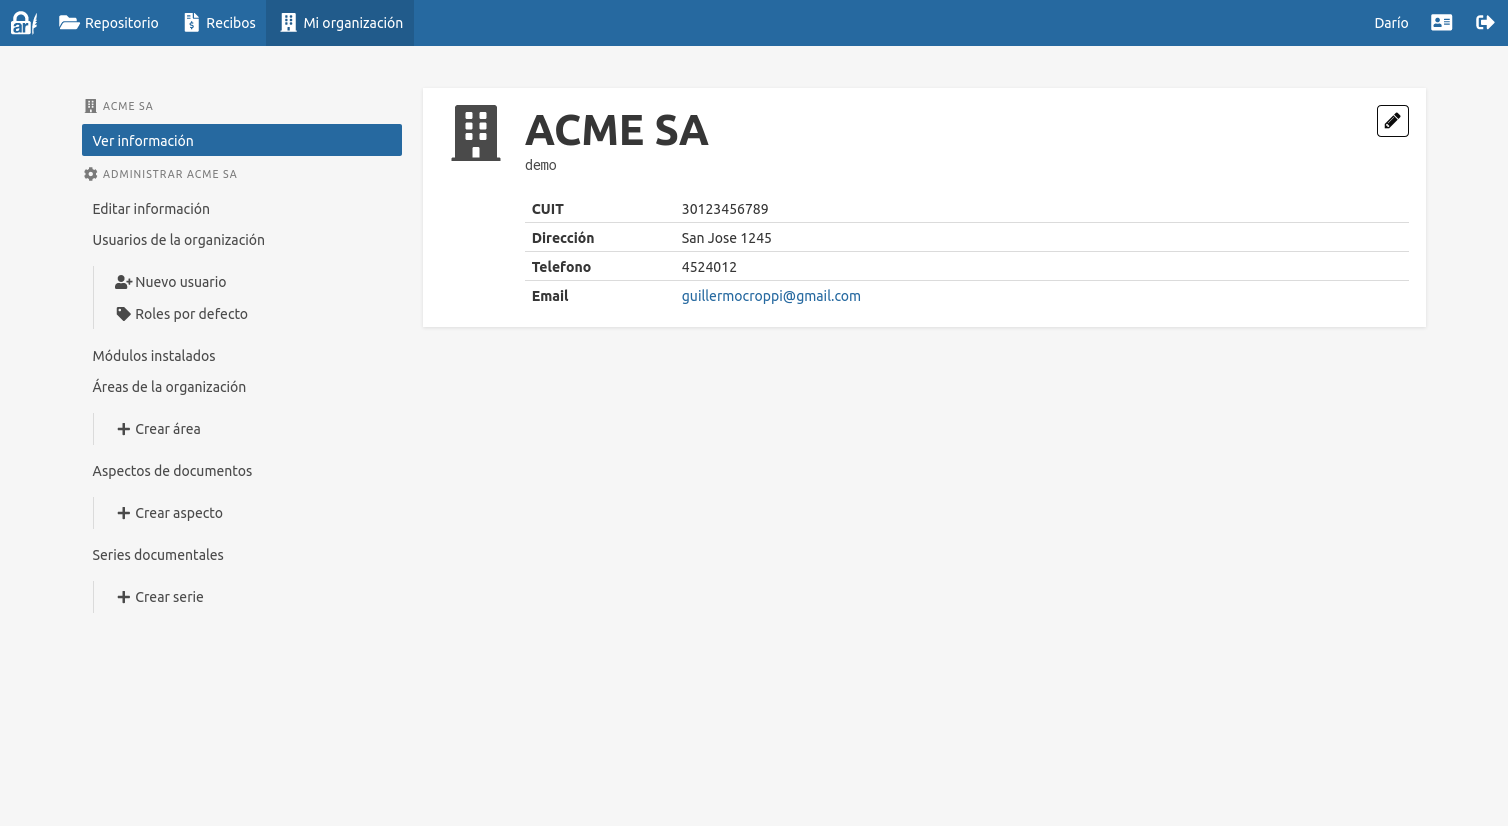 ar Repositorio Recibos Mi organización Darío
ACME SA
Ver información
ADMINISTRAR ACME SA
Editar información
Usuarios de la organización
Nuevo usuario
Roles por defecto
Módulos instalados
Áreas de la organización
Crear área
Aspectos de documentos
Crear aspecto
Series documentales
Crear serie
ACME SA
demo
CUIT 30123456789
Dirección San Jose 1245
Telefono 4524012
Email guillermocroppi@gmail.com